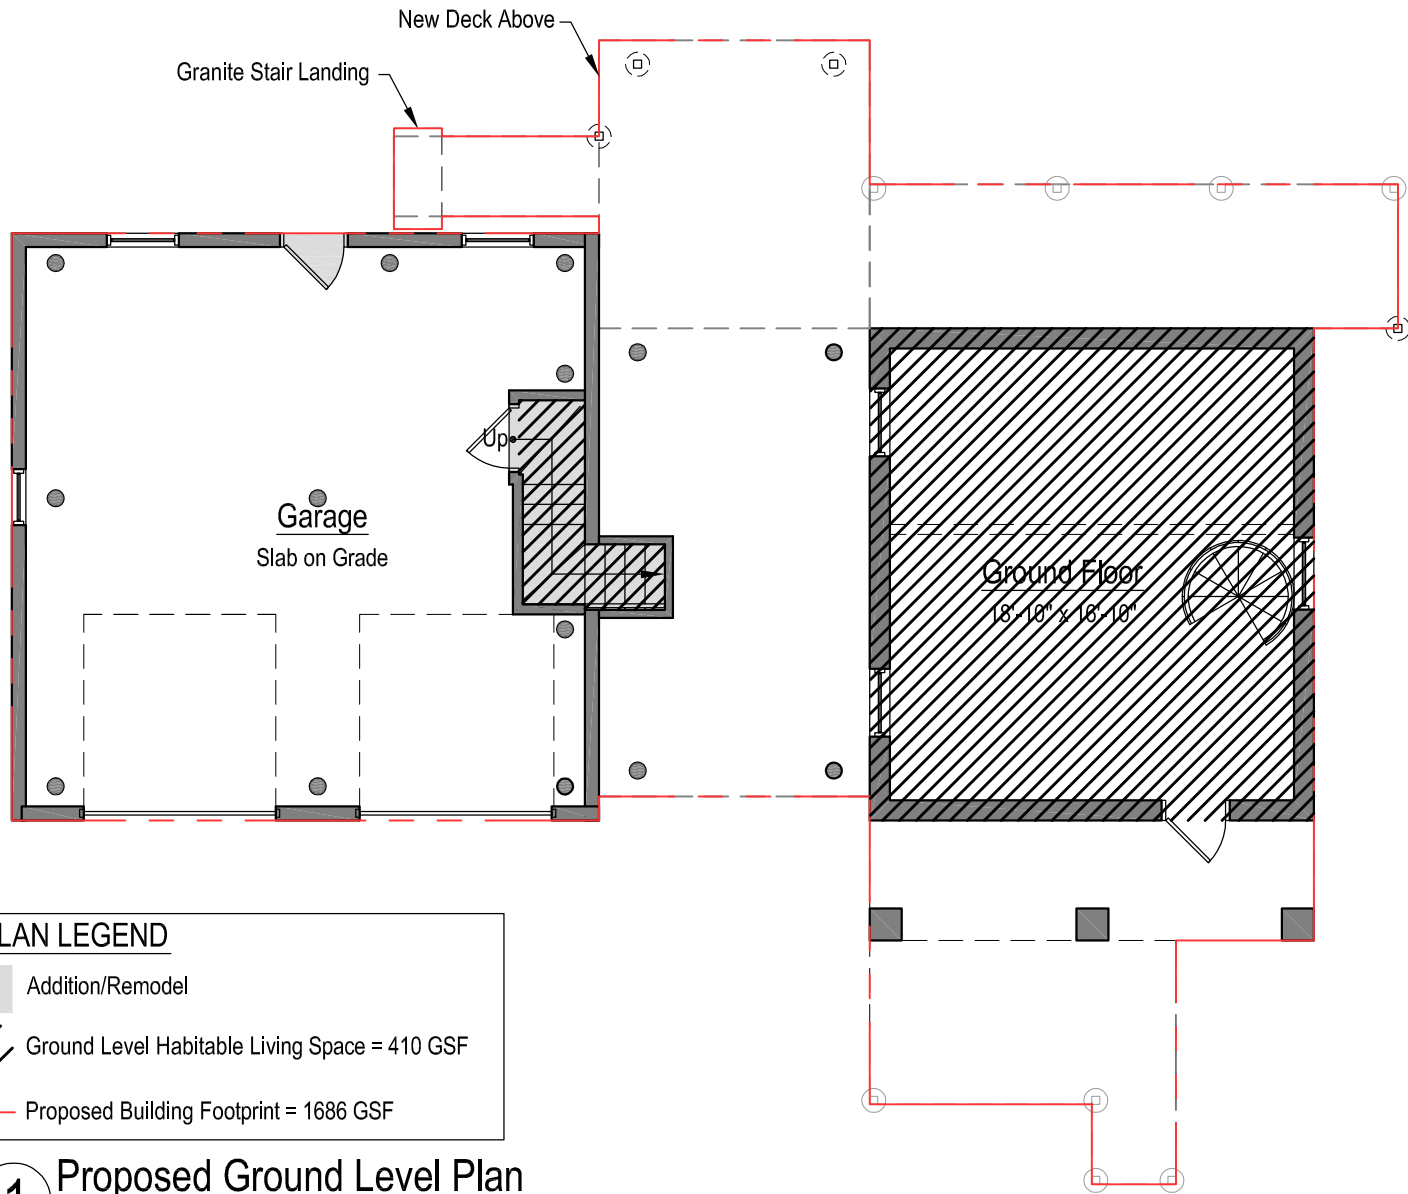 New Deck Above
Granite Stair Landing
Up
Garage
Slab on Grade
Ground Floor
18'-10" x 16'-10"
LAN LEGEND
Addition/Remodel
Ground Level Habitable Living Space = 410 GSF
Proposed Building Footprint = 1686 GSF
1
Proposed Ground Level Plan